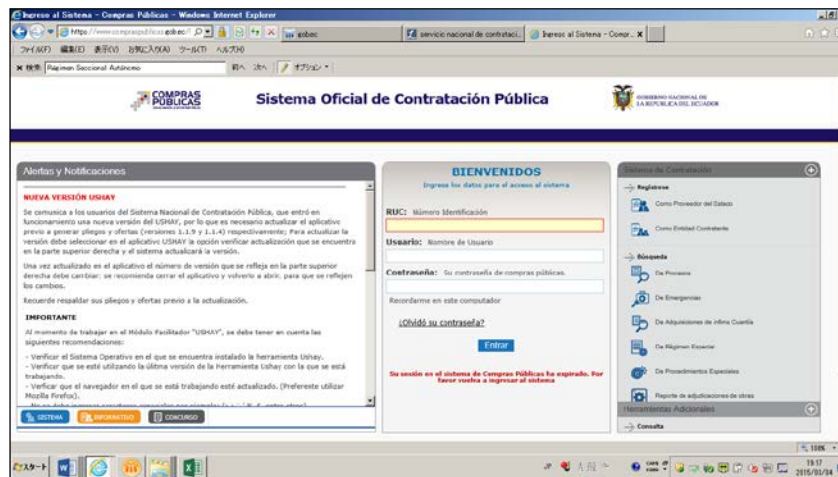 Ingreso al Sistema - Compras Públicas - Windows Internet Explorer
gobec
servicio nacional de contrataci...
Ingreso al Sistema - Compr... X
ファイル(F) 編集(E) 表示(V) お気に入り(A) ツール(T) ヘルプ(H)
検索: Régimen Seccional Autónomo 前へ 次へ オプション
COMPRAS PÚBLICAS
Sistema Oficial de Contratación Pública
GOBIERNO NACIONAL DE
LA REPÚBLICA DEL ECUADOR
Alertas y Notificaciones
NUEVA VERSIÓN USHAY
Se comunica a los usuarios del Sistema Nacional de Contratación Pública, que entró en
funcionamiento una nueva versión del USHAY, por lo que es necesario actualizar el aplicativo
previo a generar pliegos y ofertas (versiones 1.1.9 y 1.1.4) respectivamente; Para actualizar la
versión debe seleccionar en el aplicativo USHAY la opción verificar actualización que se encuentra
en la parte superior derecha y el sistema actualizará la versión.
Una vez actualizado en el aplicativo el número de versión que se refleja en la parte superior
derecha debe cambiar; se recomienda cerrar el aplicativo y volverlo a abrir, para que se reflejen
los cambios.
Recuerde respaldar sus pliegos y ofertas previo a la actualización.
IMPORTANTE
Al momento de trabajar en el Módulo Facilitador "USHAY", se debe tener en cuenta las
siguientes recomendaciones:
- Verificar el Sistema Operativo en el que se encuentra instalado la herramienta Ushay.
- Verificar que se esté utilizando la última versión de la Herramienta Ushay con la que se está
trabajando.
- Verificar que el navegador en el que se está trabajando esté actualizado. (Preferente utilizar
Mozilla Firefox).
SISTEMA INFORMATIVO CONCURSO
BIENVENIDOS
Ingrese los datos para el acceso al sistema
RUC: Número Identificación
Usuario: Nombre de Usuario
Contraseña: Su contraseña de compras públicas.
Recordarme en este computador
¿Olvidó su contraseña?
Entrar
Su sesión en el sistema de Compras Públicas ha expirado. Por
favor vuelva a ingresar al sistema
Sistema de Contratación
Regístrese
Como Proveedor del Estado
Como Entidad Contratante
Búsqueda
De Procesos
De Emergencias
De Adquisiciones de Infima Cuantía
De Régimen Especial
De Procedimientos Especiales
Reporte de adjudicaciones de obras
Herramientas Adicionales
Consulta
108%
スタート
19:17
2015/03/04